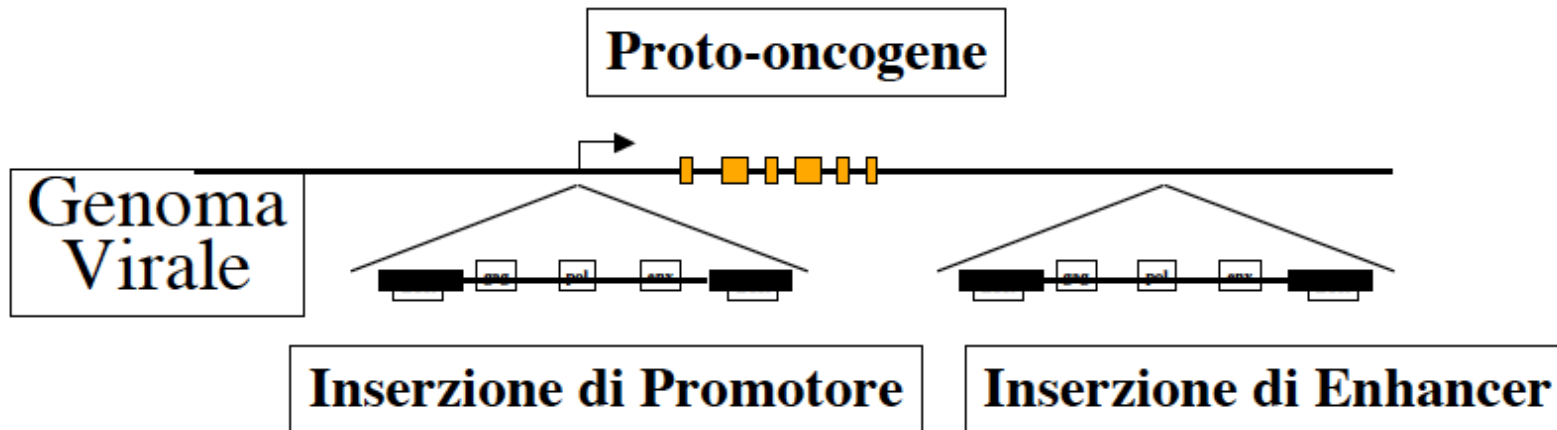 Proto-oncogene
Genoma
Virale
gag pol env gag pol env
Inserzione di Promotore Inserzione di Enhancer